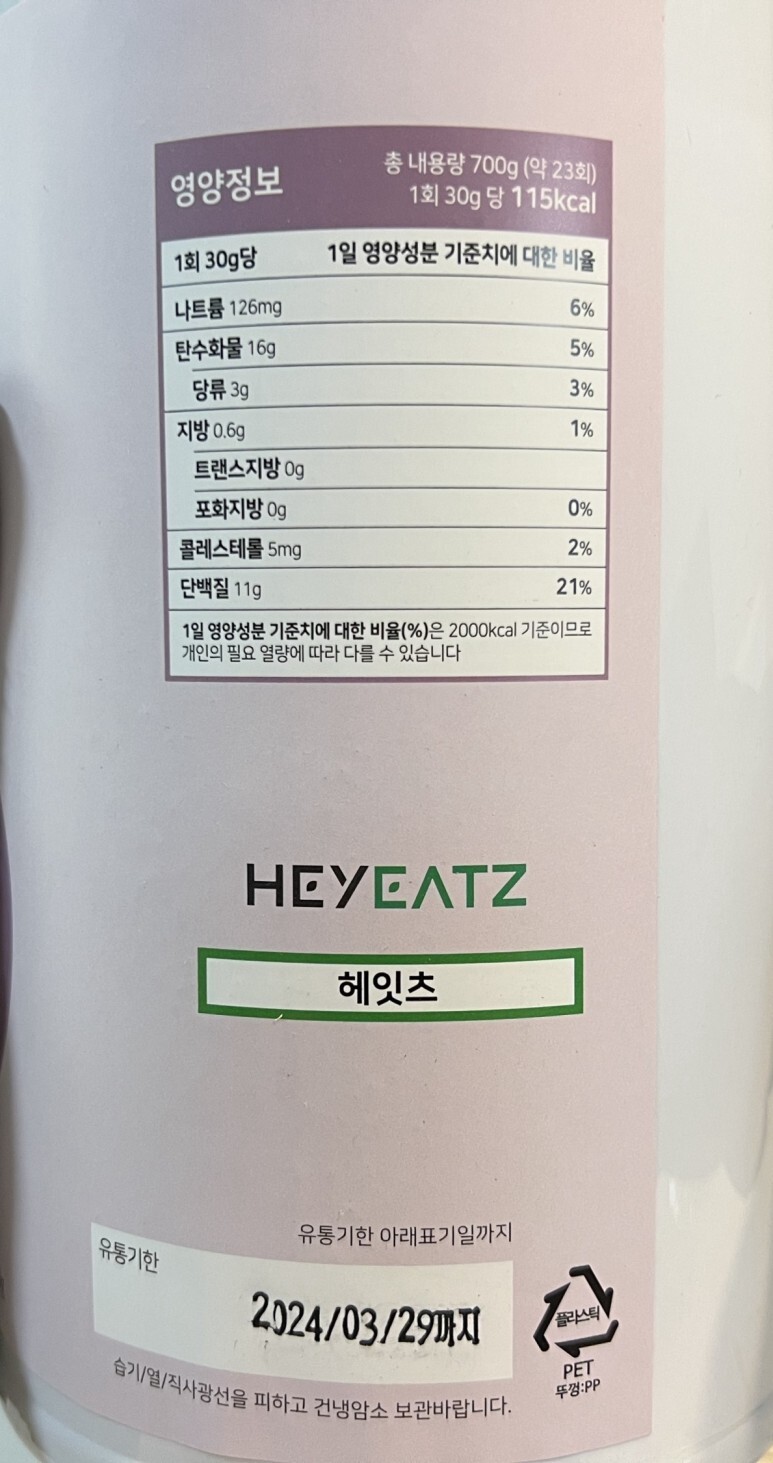 영양정보
총 내용량 700g (약 23회)
1회 30g 당 115kcal
1회 30g당 1일 영양성분 기준치에 대한 비율
나트륨 126mg 6%
탄수화물 16g 5%
당류 3g 3%
지방 0.6g 1%
트랜스지방 0g
포화지방 0g 0%
콜레스테롤 5mg 2%
단백질 11g 21%
1일 영양성분 기준치에 대한 비율(%)은 2000kcal 기준이므로
개인의 필요 열량에 따라 다를 수 있습니다
HEYEATZ
헤잇츠
유통기한 아래표기일까지
유통기한
2024/03/29까지
플라스틱
PET
뚜껑:PP
습기/열/직사광선을 피하고 건냉암소 보관바랍니다.